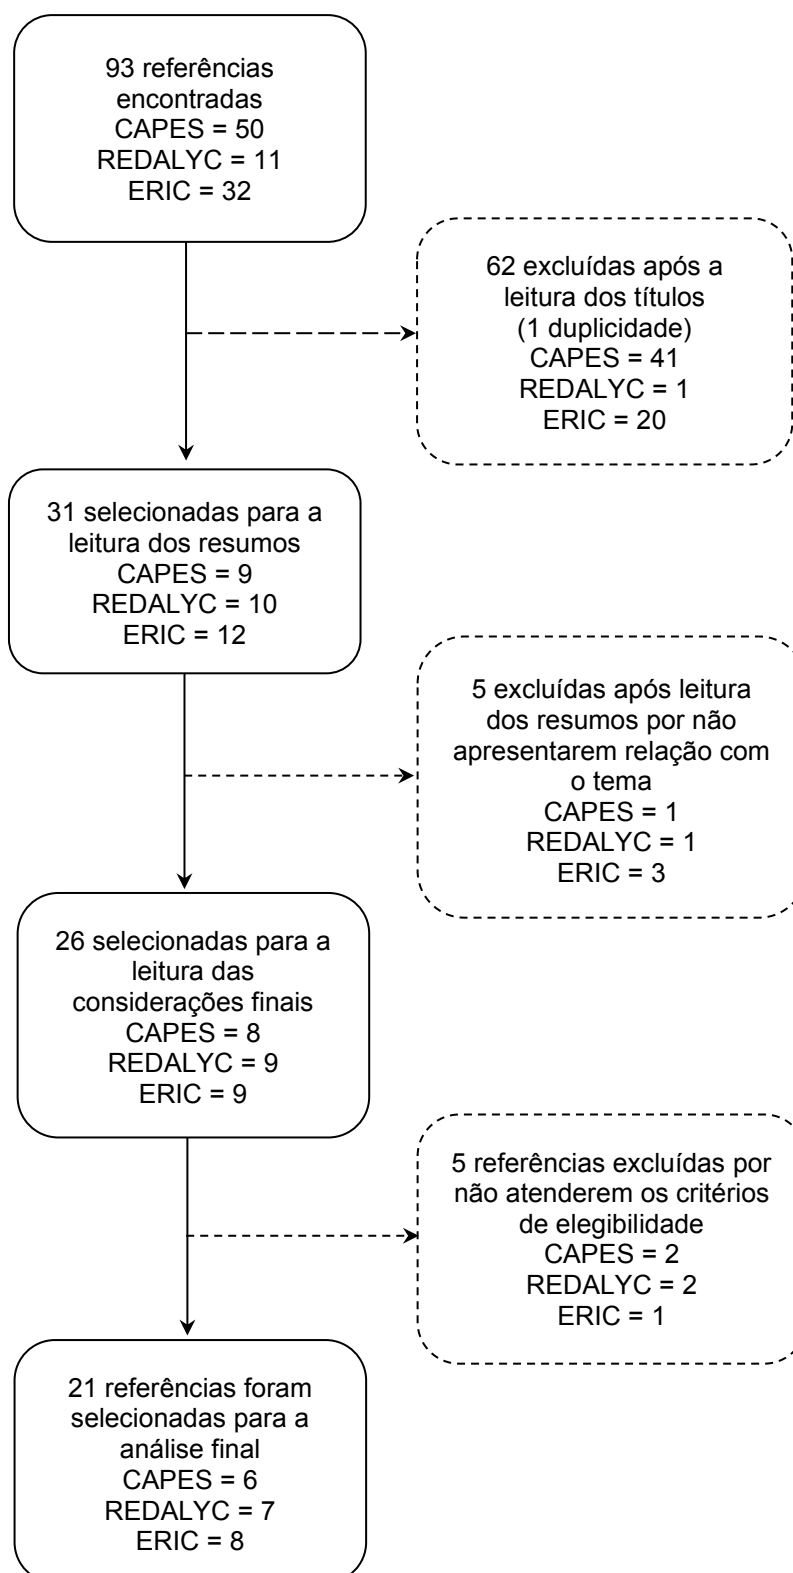 93 referências
encontradas
CAPES = 50
REDALYC = 11
ERIC = 32
62 excluídas após a
leitura dos títulos
(1 duplicidade)
CAPES = 41
REDALYC = 1
ERIC = 20
31 selecionadas para a
leitura dos resumos
CAPES = 9
REDALYC = 10
ERIC = 12
5 excluídas após leitura
dos resumos por não
apresentarem relação com
o tema
CAPES = 1
REDALYC = 1
ERIC = 3
26 selecionadas para a
leitura das
considerações finais
CAPES = 8
REDALYC = 9
ERIC = 9
5 referências excluídas por
não atenderem os critérios
de elegibilidade
CAPES = 2
REDALYC = 2
ERIC = 1
21 referências foram
selecionadas para a
análise final
CAPES = 6
REDALYC = 7
ERIC = 8